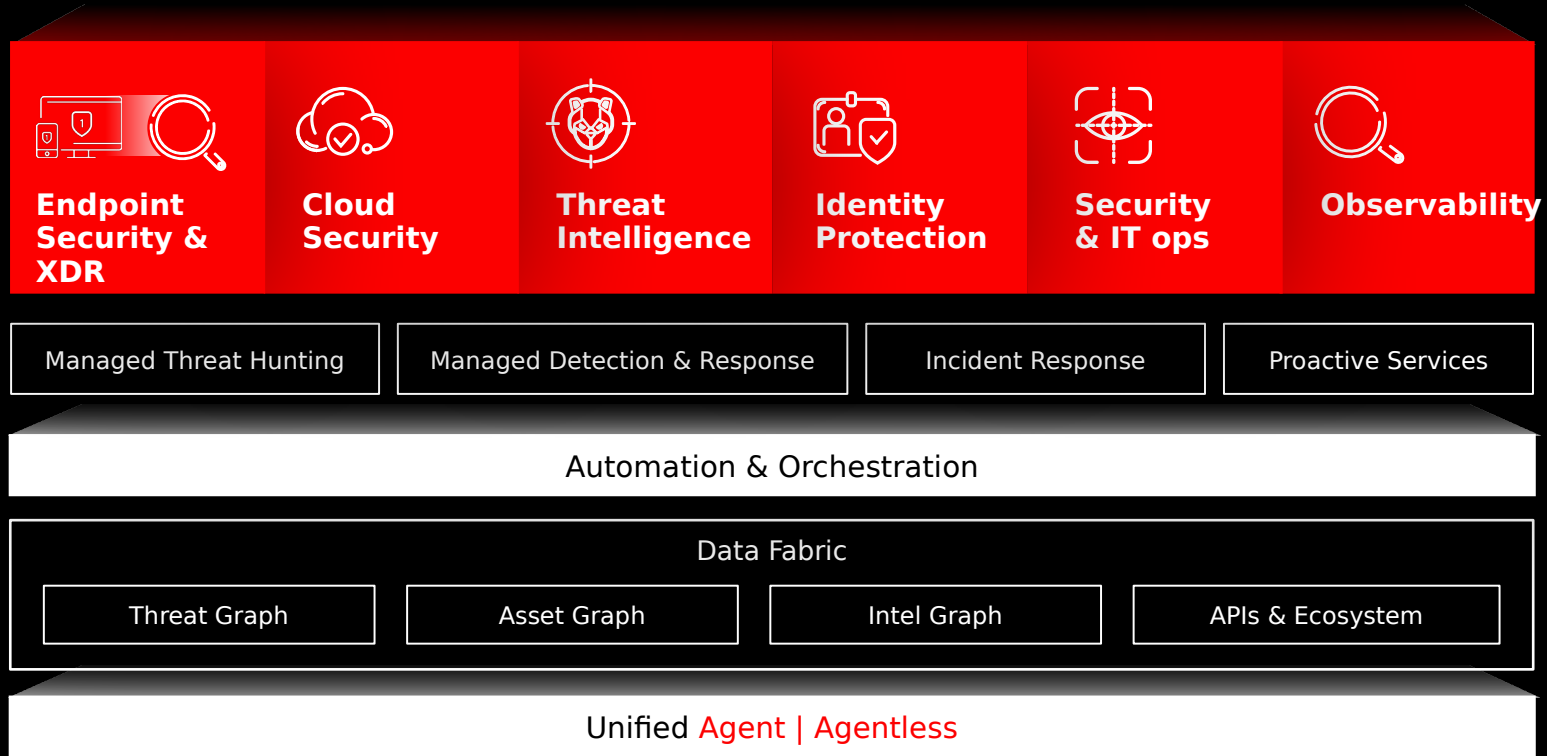 Endpoint
Security &
XDR
Cloud
Security
Threat
Intelligence
Identity
Protection
Security
& IT ops
Observability
Managed Threat Hunting
Managed Detection & Response
Incident Response
Proactive Services
Automation & Orchestration
Data Fabric
Threat Graph
Asset Graph
Intel Graph
APIs & Ecosystem
Unified Agent | Agentless